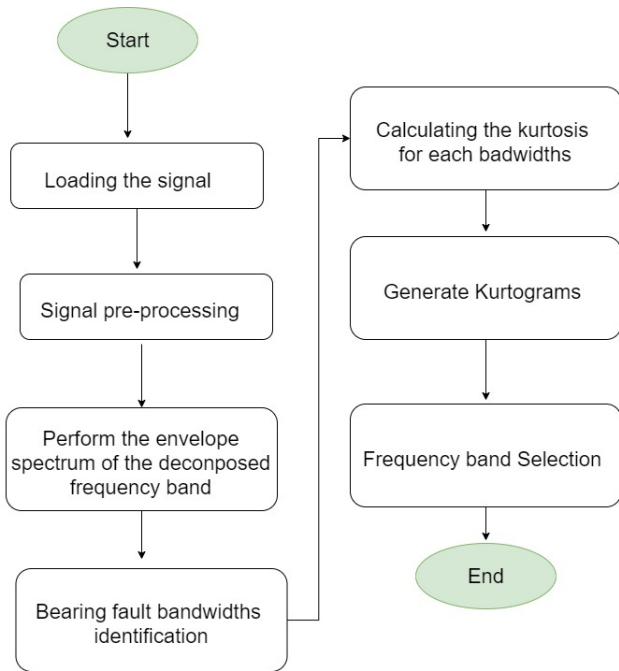 Start
Loading the signal
Signal pre-processing
Perform the envelope
spectrum of the deconposed
frequency band
Bearing fault bandwidths
identification
Calculating the kurtosis
for each badwidths
Generate Kurtograms
Frequency band Selection
End